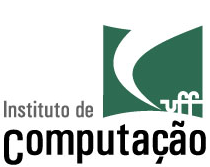 uff
Instituto de
computação